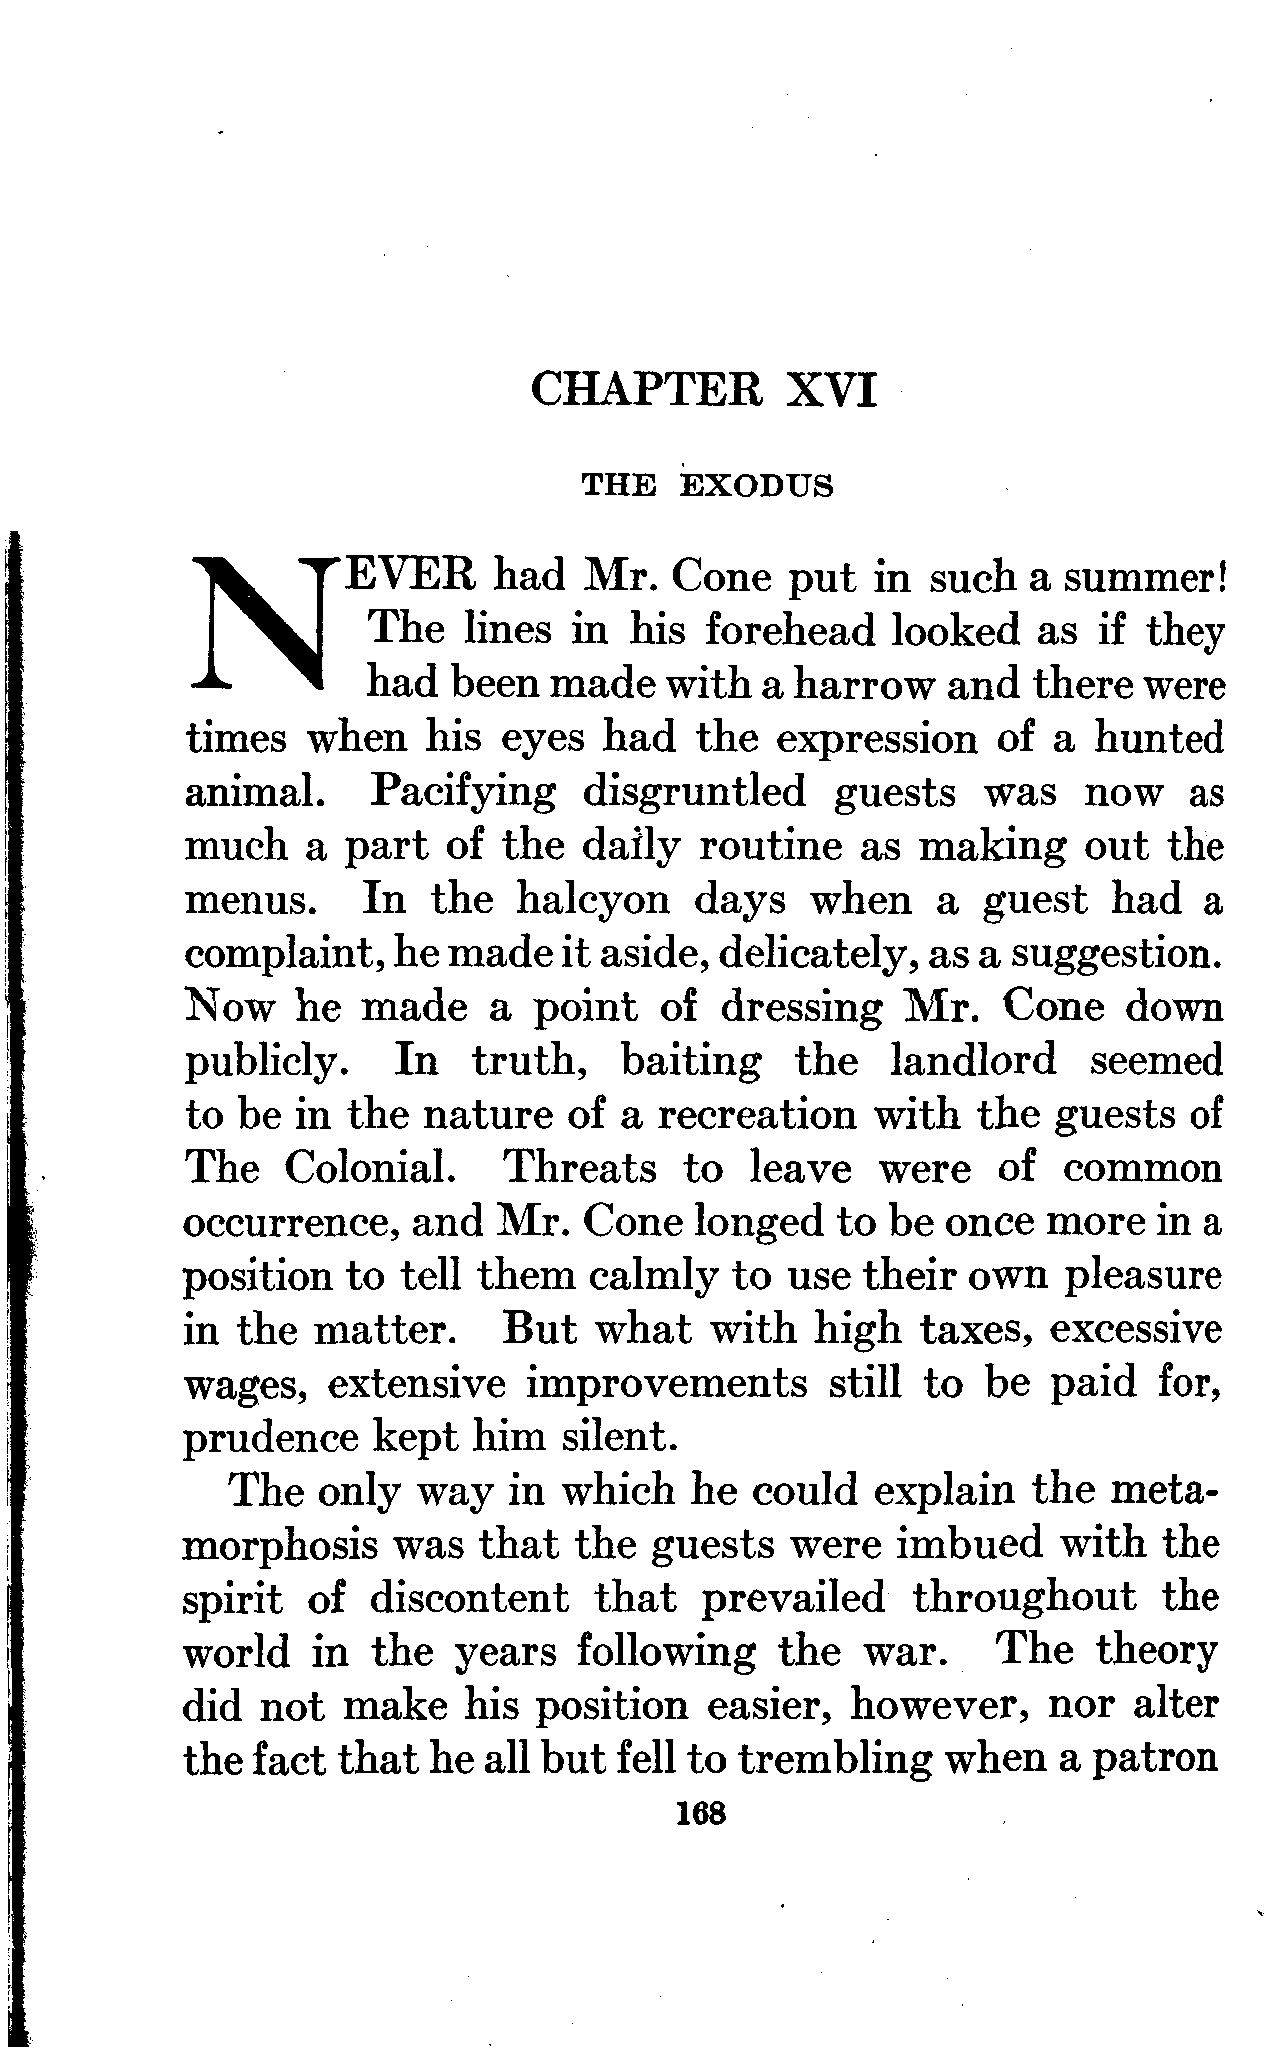 CHAPTER XVI
THE EXODUS
NEVER had Mr. Cone put in such a summer!
The lines in his forehead looked as if they
had been made with a harrow and there were
times when his eyes had the expression of a hunted
animal. Pacifying disgruntled guests was now as
much a part of the daily routine as making out the
menus. In the halcyon days when a guest had a
complaint, he made it aside, delicately, as a suggestion.
Now he made a point of dressing Mr. Cone down
publicly. In truth, baiting the landlord seemed
to be in the nature of a recreation with the guests of
The Colonial. Threats to leave were of common
occurrence, and Mr. Cone longed to be once more in a
position to tell them calmly to use their own pleasure
in the matter. But what with high taxes, excessive
wages, extensive improvements still to be paid for,
prudence kept him silent.
The only way in which he could explain the meta-
morphosis was that the guests were imbued with the
spirit of discontent that prevailed throughout the
world in the years following the war. The theory
did not make his position easier, however, nor alter
the fact that he all but fell to trembling when a patron
168